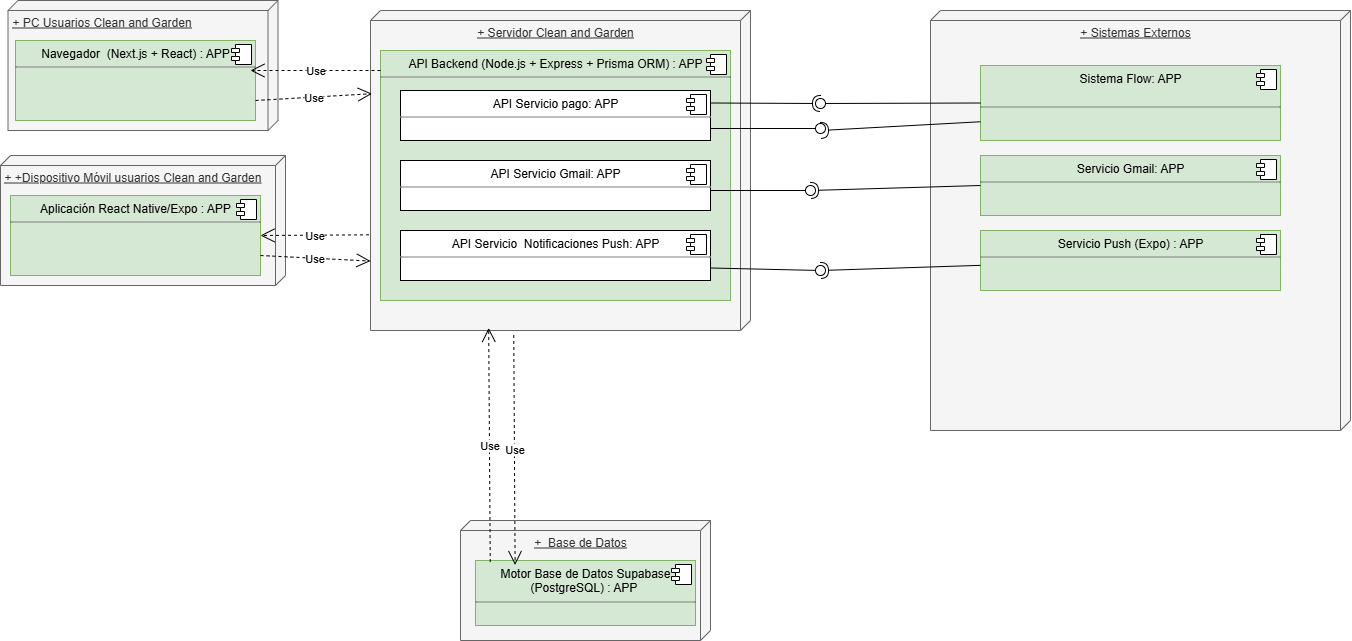 + PC Usuarios Clean and Garden
Navegador  (Next.js + React) : APP
+ Servidor Clean and Garden
API Backend (Node.js + Express + Prisma ORM) : APP
Use
Use
API Servicio pago: APP
API Servicio Gmail: APP
API Servicio  Notificaciones Push: APP
+ Sistemas Externos
Sistema Flow: APP
Servicio Gmail: APP
Servicio Push (Expo) : APP
+ +Dispositivo Móvil usuarios Clean and Garden
Aplicación React Native/Expo : APP
Use
Use
Use
Use
+  Base de Datos
Motor Base de Datos Supabase
(PostgreSQL) : APP